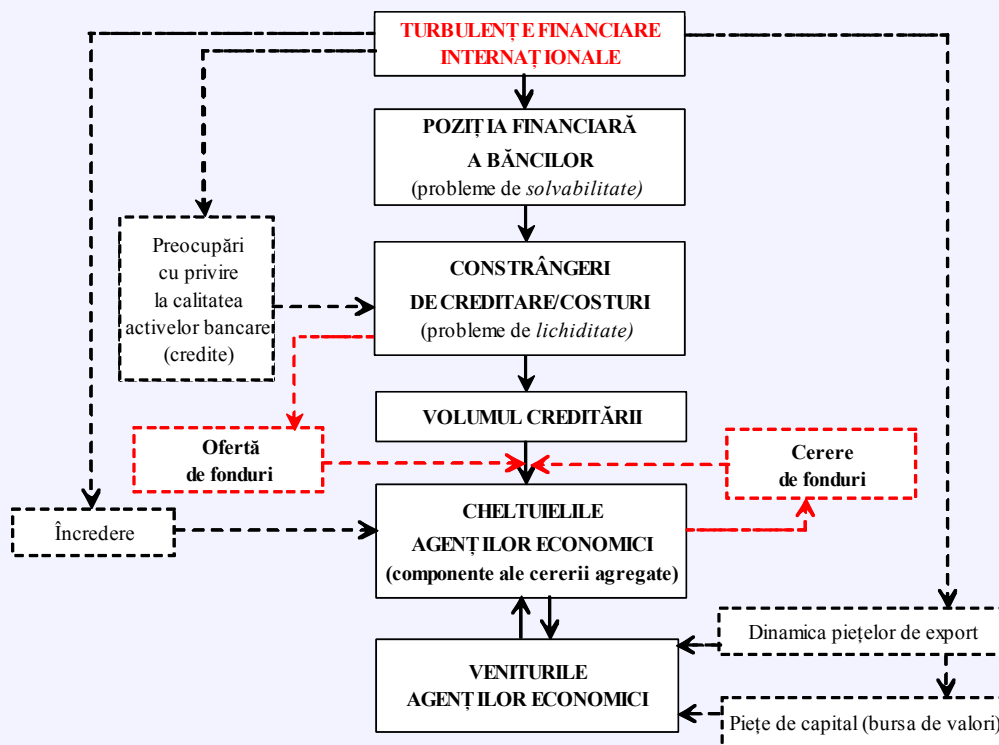 TURBULENȚE FINANCIARE
INTERNAȚIONALE
POZIȚIA FINANCIARĂ
A BĂNCILOR
(probleme de solvabilitate)
Preocupări
cu privire
la calitatea
activelor bancare
(credite)
CONSTRÂNGERI
DE CREDITARE/COSTURI
(probleme de lichiditate)
VOLUMUL CREDITĂRII
Ofertă
de fonduri
Cerere
de fonduri
Încredere
CHELTUIELILE
AGENȚILOR ECONOMICI
(componente ale cererii agregate)
Dinamica piețelor de export
VENITURILE
AGENȚILOR ECONOMICI
Piețe de capital (bursa de valori)